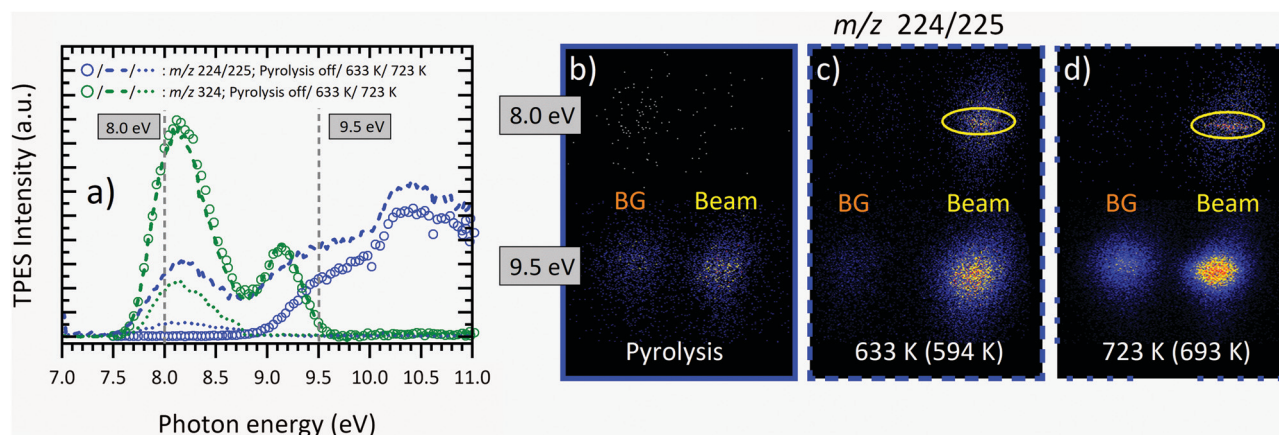 m/z 224/225
○/--/··· : m/z 224/225; Pyrolysis off/ 633 K/ 723 K
○/--/··· : m/z 324; Pyrolysis off/ 633 K/ 723 K
8.0 eV
9.5 eV
a)
TPES Intensity (a.u.)
7.0 7.5 8.0 8.5 9.0 9.5 10.0 10.5 11.0
Photon energy (eV)
b)
c)
d)
8.0 eV
BG Beam
BG Beam
BG Beam
9.5 eV
Pyrolysis
633 K (594 K)
723 K (693 K)